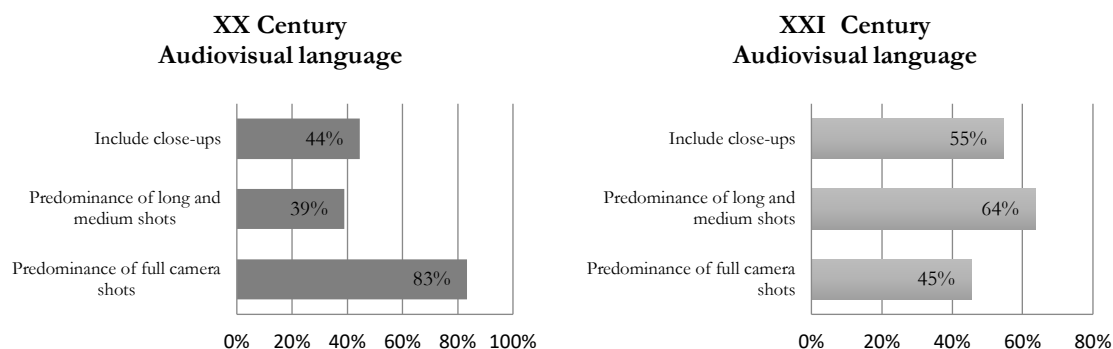 XX Century
Audiovisual language
Include close-ups
44%
Predominance of long and
medium shots
39%
Predominance of full camera
shots
83%
0% 20% 40% 60% 80% 100%
XXI Century
Audiovisual language
Include close-ups
55%
Predominance of long and
medium shots
64%
Predominance of full camera
shots
45%
0% 20% 40% 60% 80%